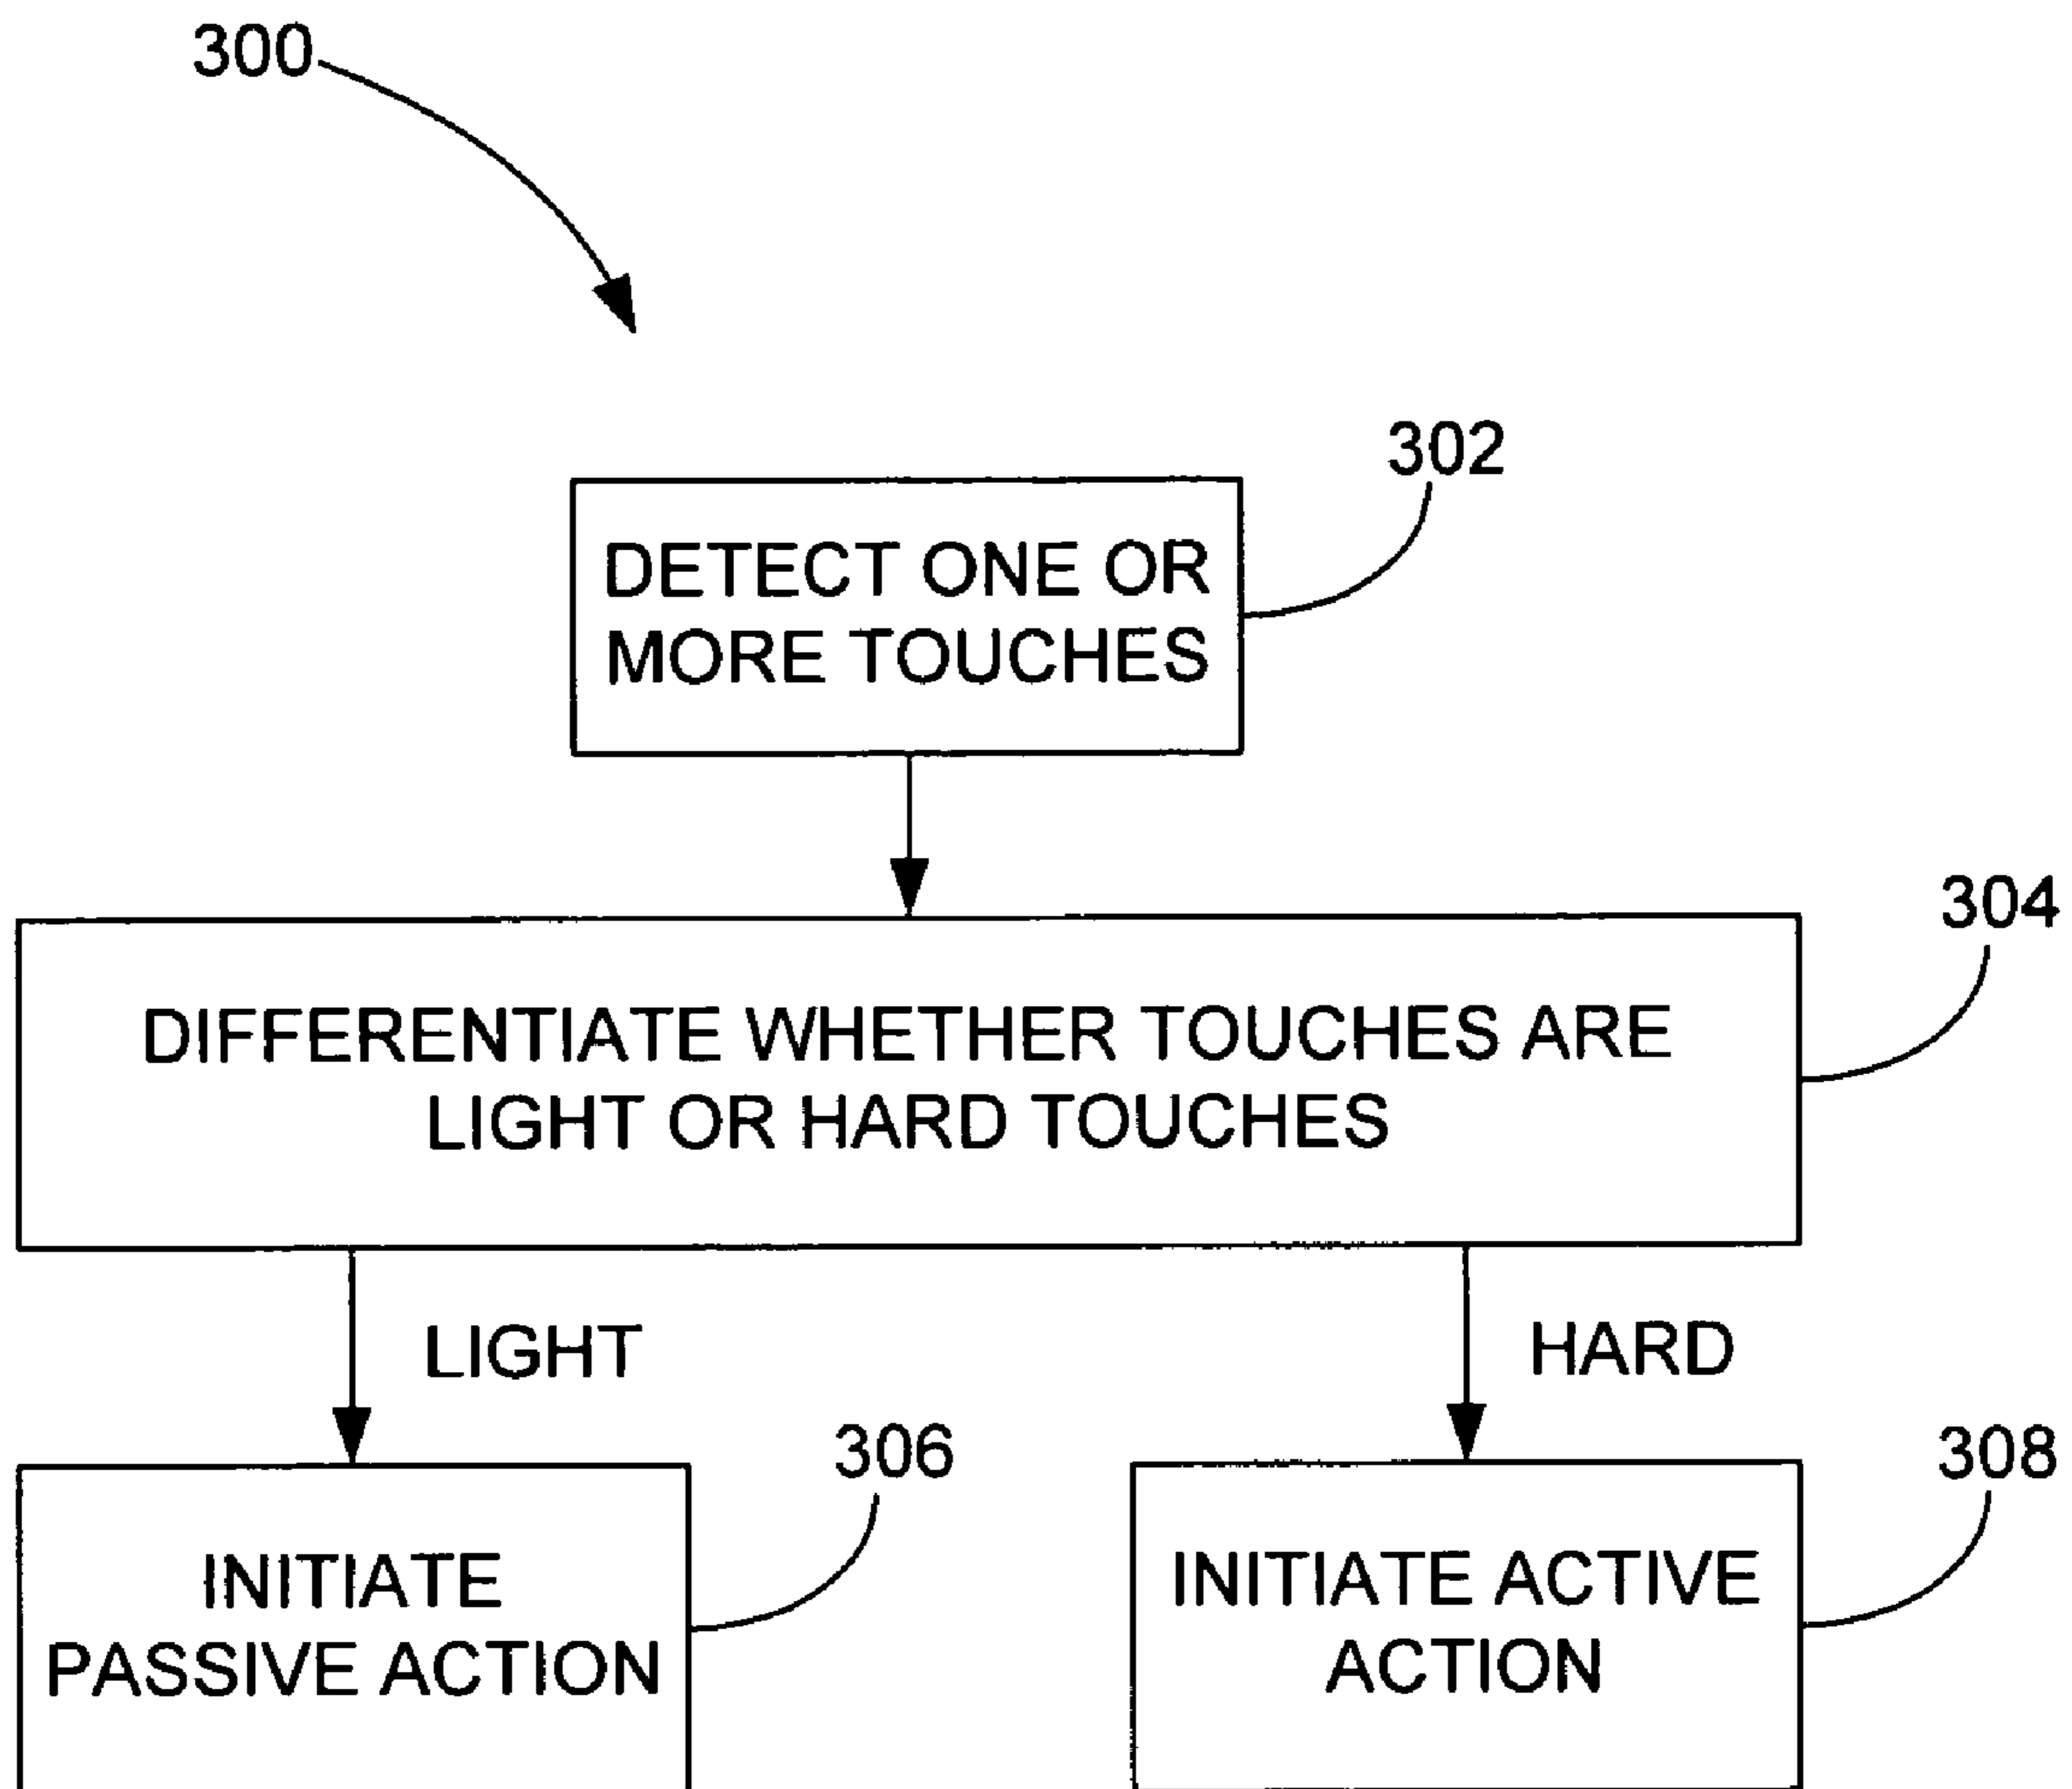 300
302
DETECT ONE OR
MORE TOUCHES
304
DIFFERENTIATE WHETHER TOUCHES ARE
LIGHT OR HARD TOUCHES
LIGHT
HARD
306
308
INITIATE
PASSIVE ACTION
INITIATE ACTIVE
ACTION